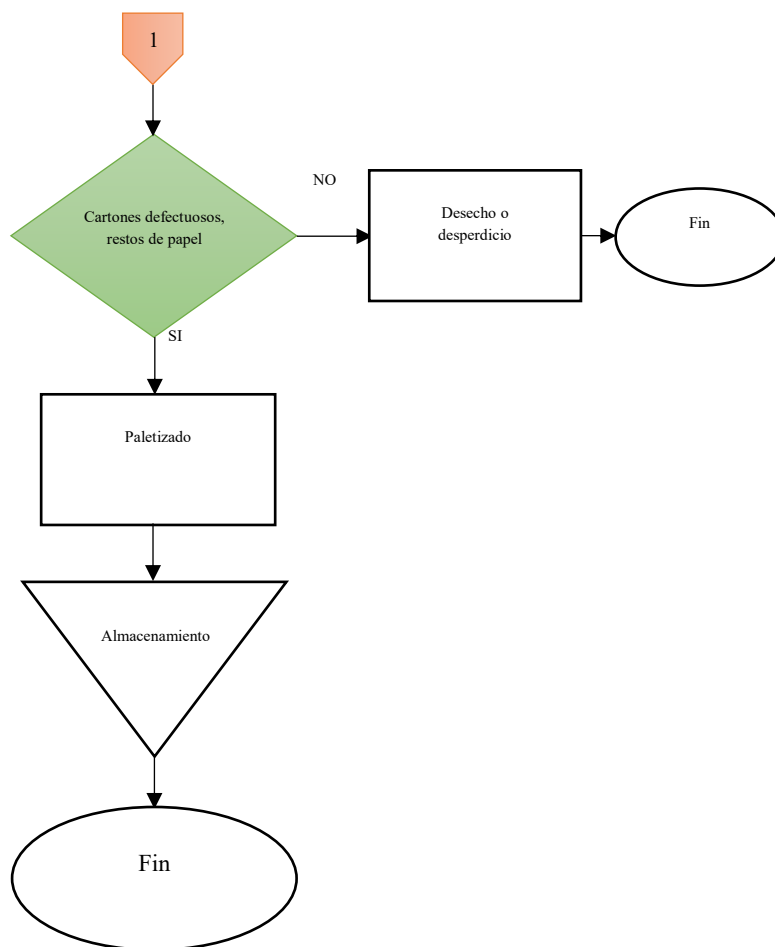 1
Cartones defectuosos,
restos de papel
NO
Desecho o
desperdicio
Fin
SI
Paletizado
Almacenamiento
Fin